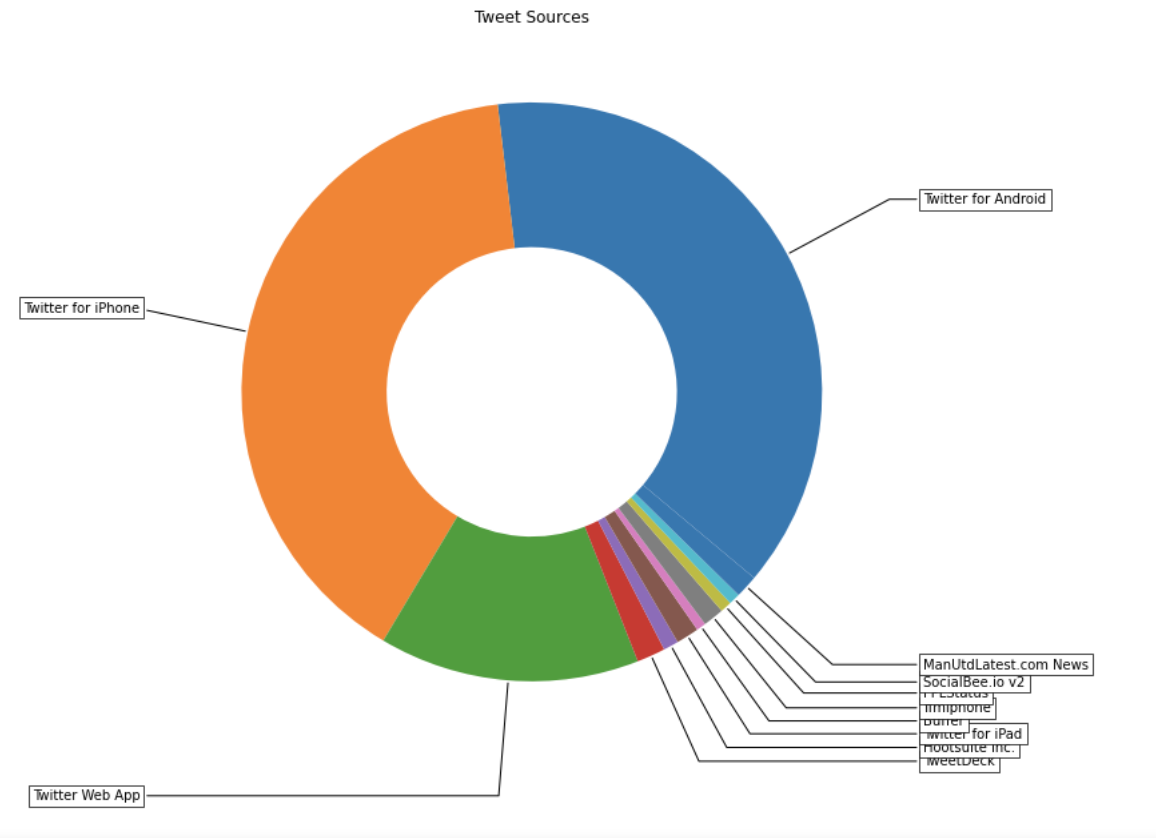 Tweet Sources
Twitter for Android
Twitter for iPhone
ManUtdLatest.com News
SocialBee.io v2
Buffer
Twitter for iPad
Hootsuite Inc.
TweetDeck
Twitter Web App